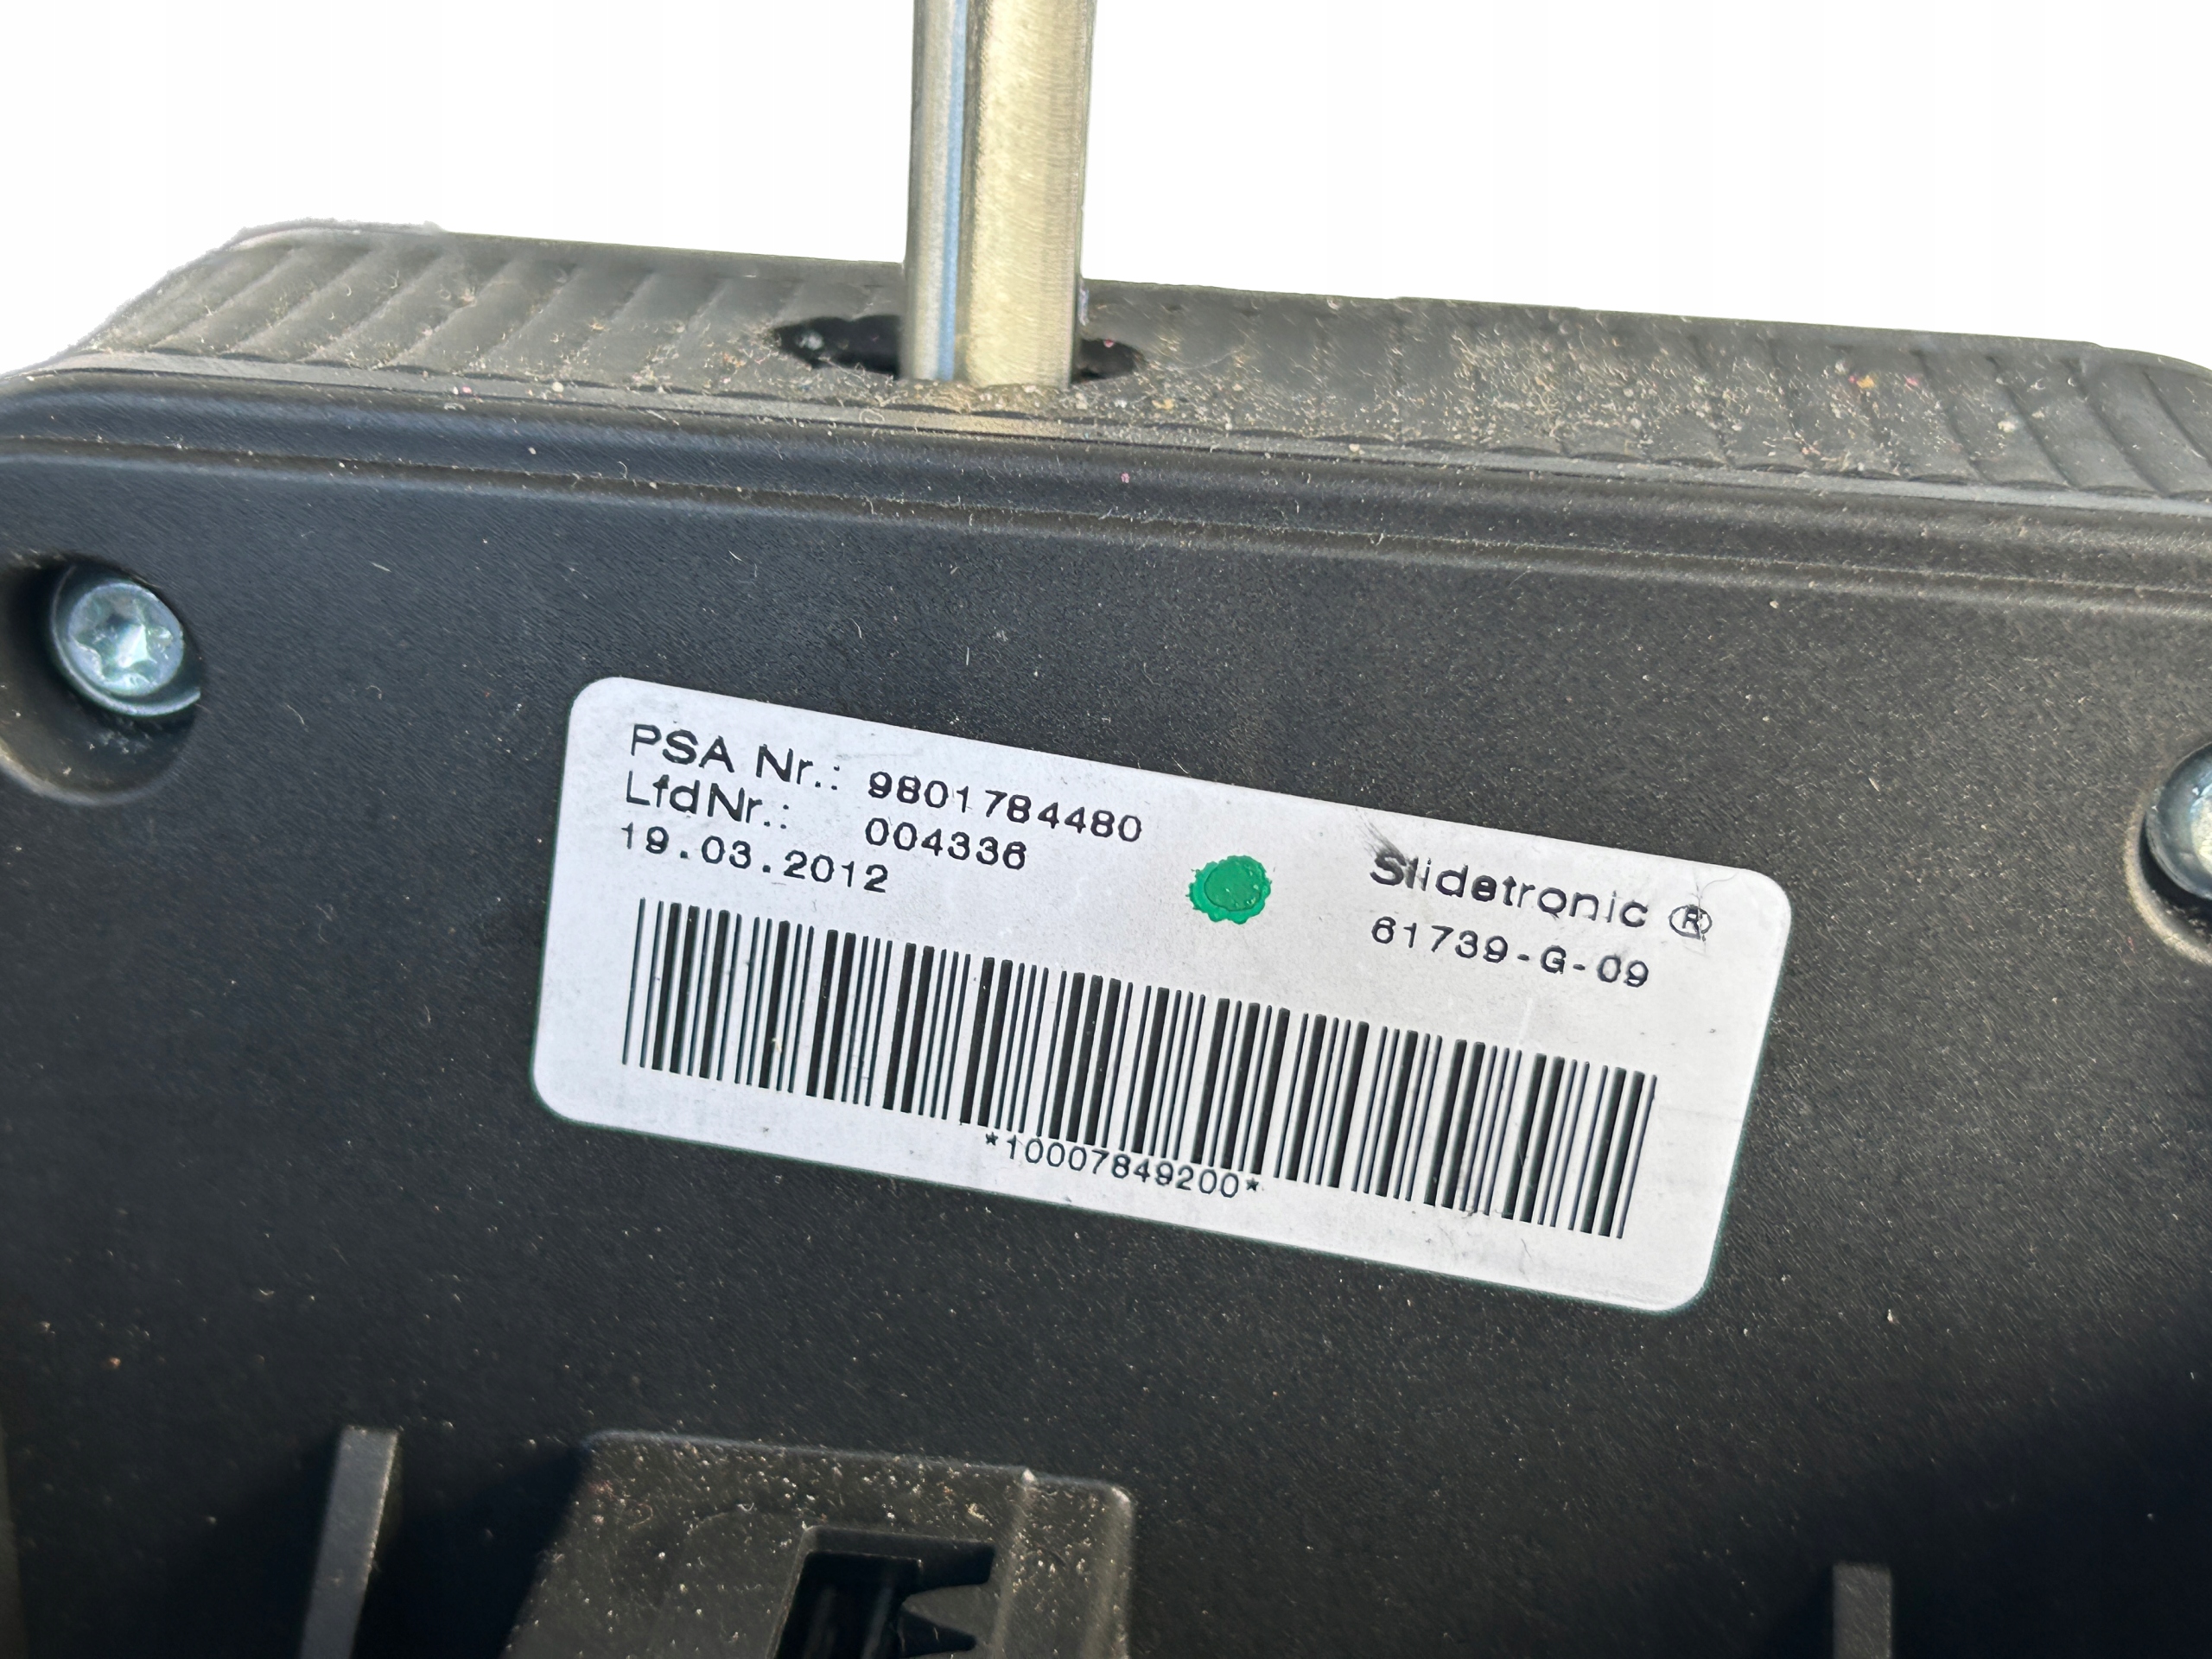 PSA Nr.: 9801784480
LfdNr.: 004336
19.03.2012
Slidetronic ®
61739-G-09
*10007849200*